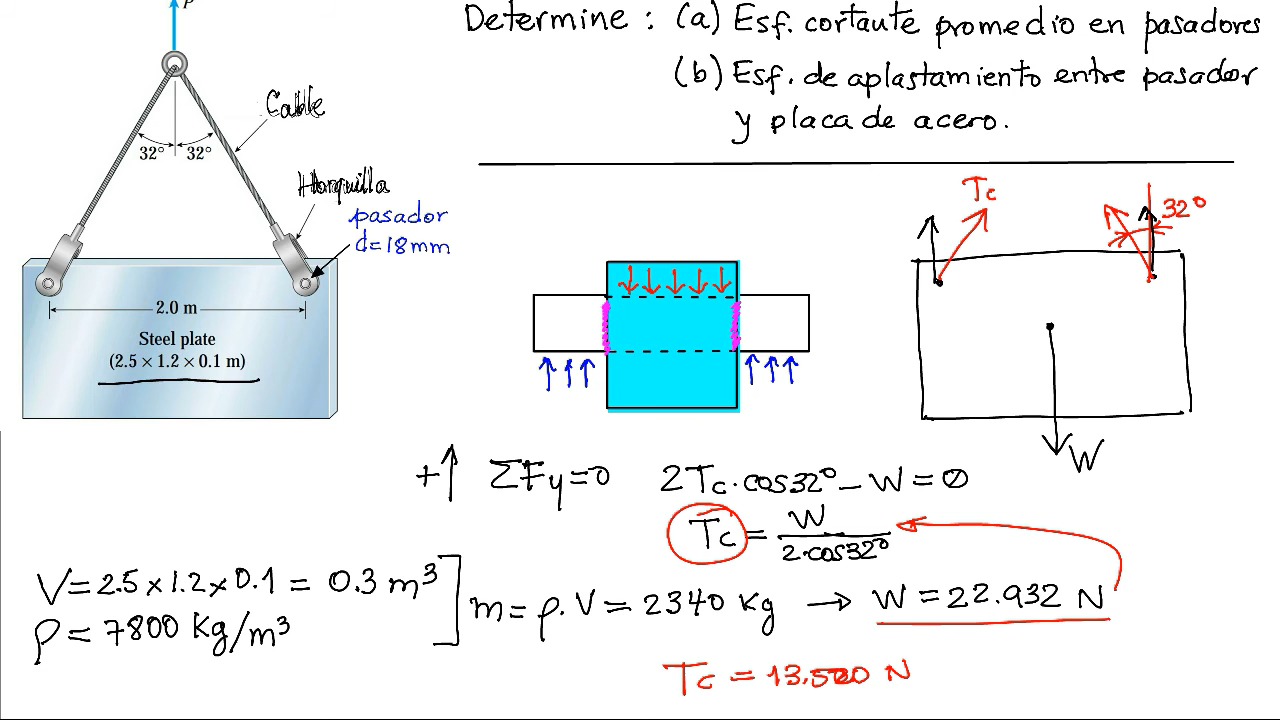 P
Determine : (a) Esf. cortante promedio en pasadores
(b) Esf. de aplastamiento entre pasador
y placa de acero.
Cable
32° 32°
Horquilla
pasador
d=18mm
2.0 m
Steel plate
(2.5 × 1.2 × 0.1 m)
Tc
32°
W
+↑ ΣFy=0 2Tc·cos32° − W = 0
Tc = W / 2·cos32°
V = 2.5 x 1.2 x 0.1 = 0.3 m³
ρ = 7800 Kg/m³
m = ρ. V = 2340 Kg → W = 22.932 N
Tc = 13.520 N